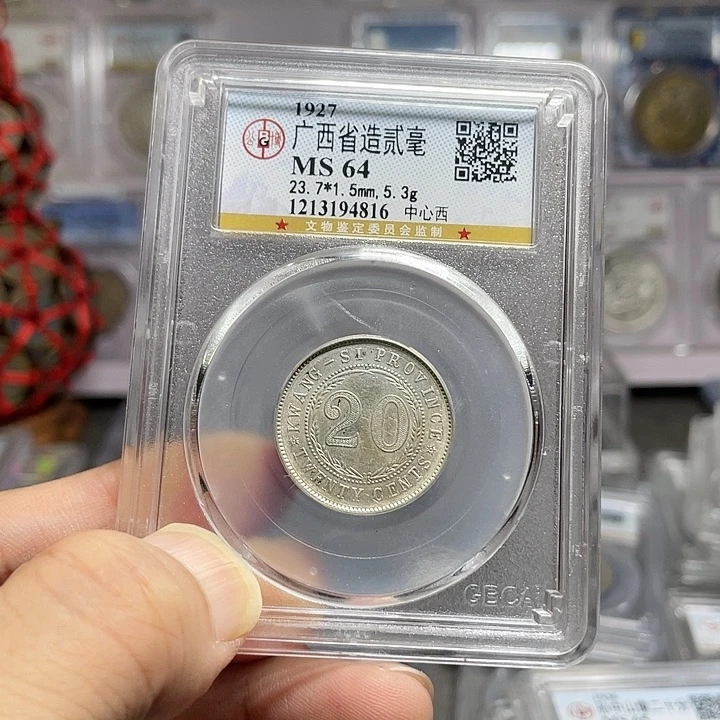 1927
广西省造贰毫
MS 64
23.7*1.5mm, 5.3g
1213194816 中心西
★ 文物鉴定委员会监制 ★
KWANG-SI PROVINCE
20
TWENTY CENTS
GBCA